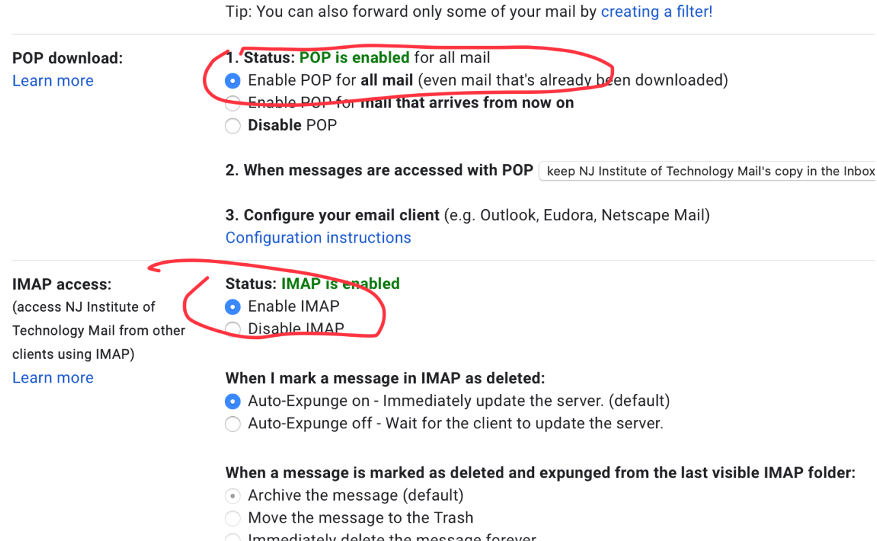 Tip: You can also forward only some of your mail by creating a filter!
POP download:
Learn more
1. Status: POP is enabled for all mail
Enable POP for all mail (even mail that's already been downloaded)
Enable POP for mail that arrives from now on
Disable POP
2. When messages are accessed with POP keep NJ Institute of Technology Mail's copy in the Inbox
3. Configure your email client (e.g. Outlook, Eudora, Netscape Mail)
Configuration instructions
IMAP access:
(access NJ Institute of
Technology Mail from other
clients using IMAP)
Learn more
Status: IMAP is enabled
Enable IMAP
Disable IMAP
When I mark a message in IMAP as deleted:
Auto-Expunge on - Immediately update the server. (default)
Auto-Expunge off - Wait for the client to update the server.
When a message is marked as deleted and expunged from the last visible IMAP folder:
Archive the message (default)
Move the message to the Trash
Immediately delete the message forever